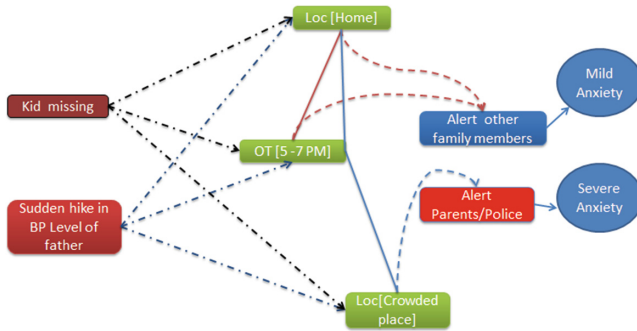 Loc [Home]
Kid missing
Mild
Anxiety
Alert other
family members
OT [5 -7 PM]
Sudden hike in
BP Level of
father
Alert
Parents/Police
Severe
Anxiety
Loc[Crowded
place]